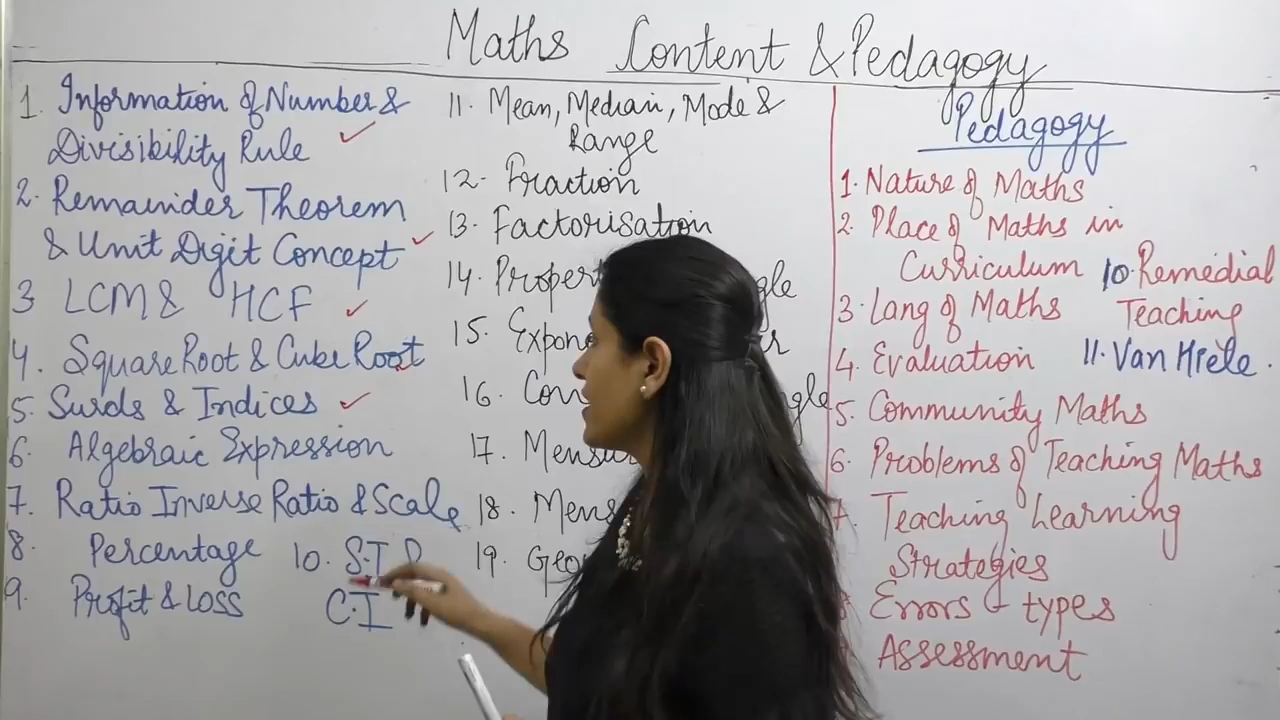 Maths Content & Pedagogy
1. Information of Number &
Divisibility Rule
2. Remainder Theorem
& Unit Digit Concept
3 LCM & HCF
4. Square Root & Cube Root
5. Surds & Indices
6. Algebraic Expression
7. Ratio Inverse Ratio & Scale
8. Percentage
9. Profit & Loss
10. S.I
C.I
11. Mean, Median, Mode &
Range
12. Fraction
13. Factorisation
14.
15.
16.
17.
18.
19.
Pedagogy
1. Nature of Maths
2. Place of Maths in
Curriculum
3. Lang of Maths
4. Evaluation
5. Community Maths
6. Problems of Teaching Maths
7. Teaching Learning
Strategies
Errors - types
Assessment
10. Remedial
Teaching
11. Van Hiele.